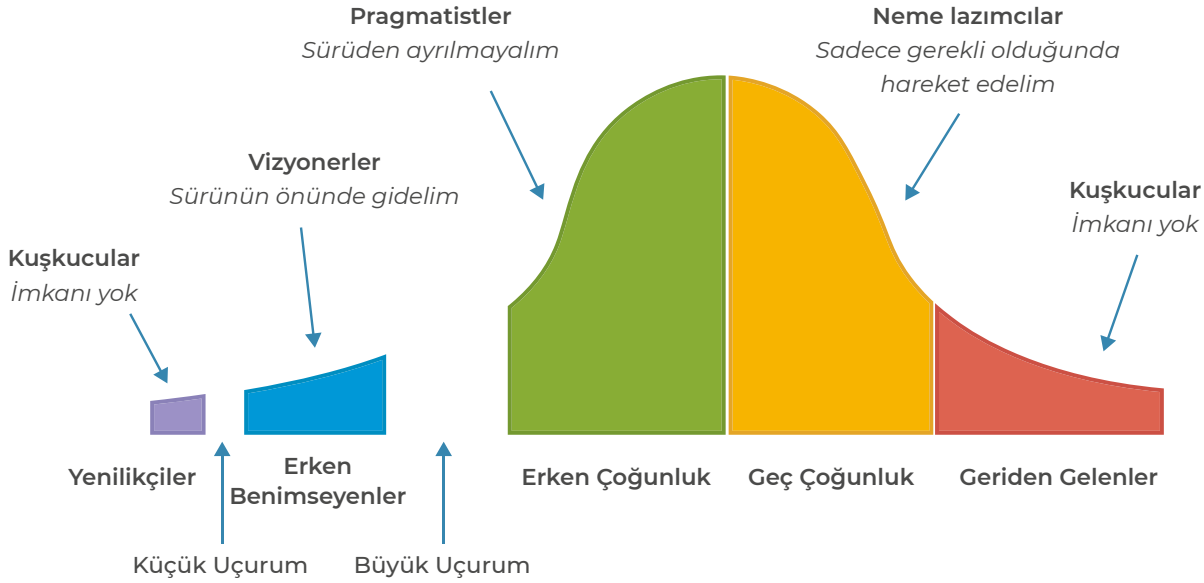 Pragmatistler
Sürüden ayrılmayalım
Neme lazımcılar
Sadece gerekli olduğunda
hareket edelim
Vizyonerler
Sürünün önünde gidelim
Kuşkucular
İmkanı yok
Kuşkucular
İmkanı yok
Yenilikçiler
Erken
Benimseyenler
Erken Çoğunluk
Geç Çoğunluk
Geriden Gelenler
Küçük Uçurum
Büyük Uçurum